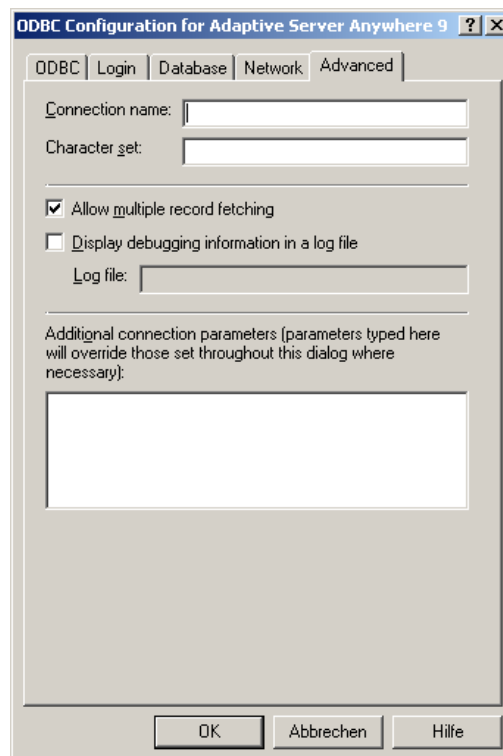 ODBC Configuration for Adaptive Server Anywhere 9
ODBC Login Database Network Advanced
Connection name:
Character set:
Allow multiple record fetching
Display debugging information in a log file
Log file:
Additional connection parameters (parameters typed here
will override those set throughout this dialog where
necessary):
OK Abbrechen Hilfe